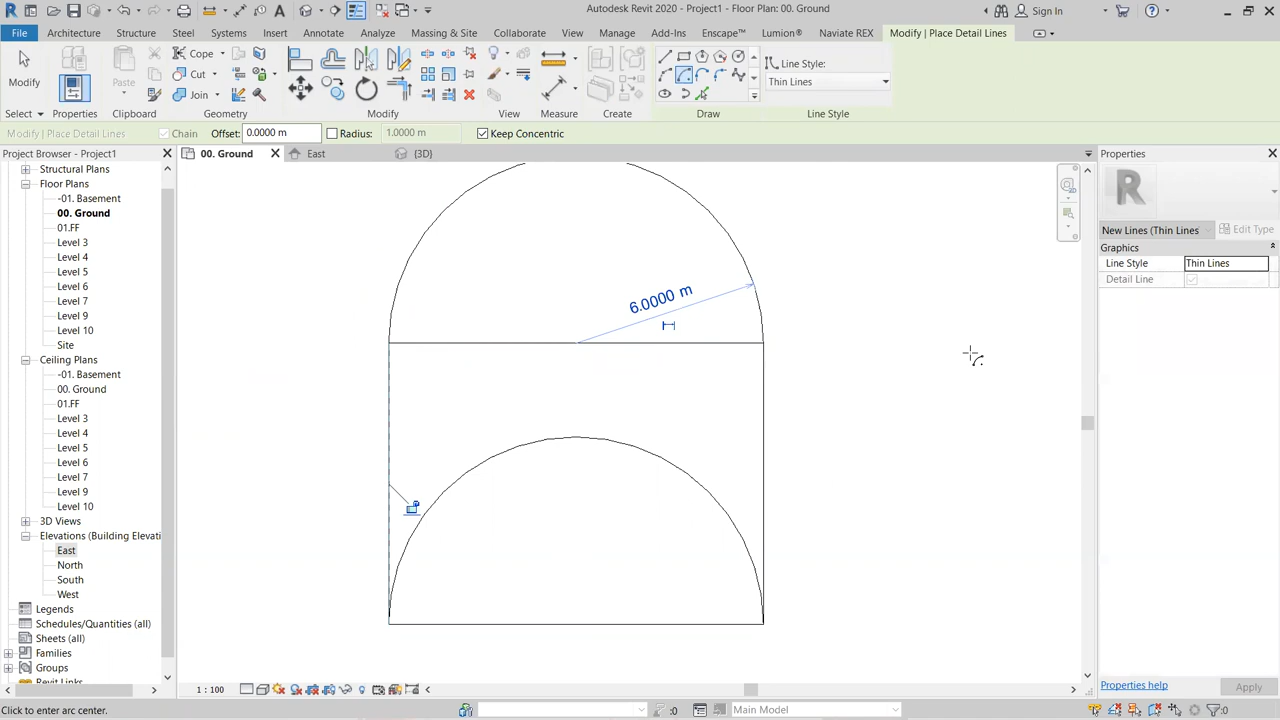 Autodesk Revit 2020 - Project1 - Floor Plan: 00. Ground
Sign In
File Architecture Structure Steel Systems Insert Annotate Analyze Massing & Site Collaborate View Manage Add-Ins Enscape™ Lumion® Naviate REX Modify | Place Detail Lines
Modify
Paste
Cope
Cut
Join
Line Style:
Thin Lines
Select Properties Clipboard Geometry Modify View Measure Create Draw Line Style
Modify | Place Detail Lines Chain Offset: 0.0000 m Radius: 1.0000 m Keep Concentric
Project Browser - Project1
Structural Plans
Floor Plans
-01. Basement
00. Ground
01.FF
Level 3
Level 4
Level 5
Level 6
Level 7
Level 9
Level 10
Site
Ceiling Plans
-01. Basement
00. Ground
01.FF
Level 3
Level 4
Level 5
Level 6
Level 7
Level 9
Level 10
3D Views
Elevations (Building Elevati
East
North
South
West
Legends
Schedules/Quantities (all)
Sheets (all)
Families
Groups
Revit Links
00. Ground East (3D)
6.0000 m
1 : 100
Properties
R
New Lines (Thin Lines Edit Type
Graphics
Line Style Thin Lines
Detail Line
Properties help Apply
Click to enter arc center.
:0
Main Model
:0